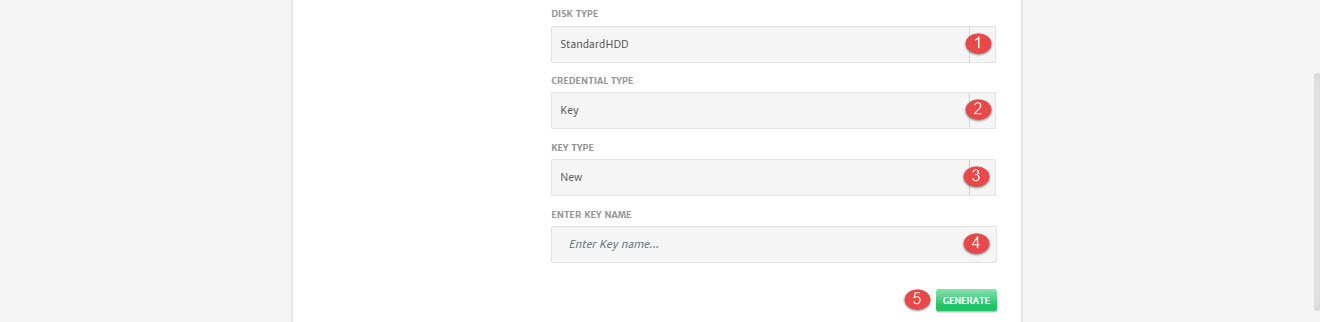 DISK TYPE
StandardHDD 1
CREDENTIAL TYPE
Key 2
KEY TYPE
New 3
ENTER KEY NAME
Enter Key name... 4
5 GENERATE